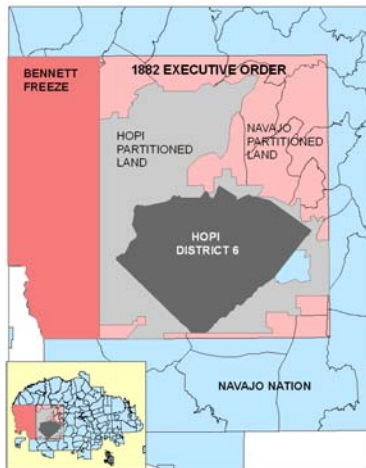 BENNETT
FREEZE
1882 EXECUTIVE ORDER
HOPI
PARTITIONED
LAND
NAVAJO
PARTITIONED
LAND
HOPI
DISTRICT 6
NAVAJO NATION